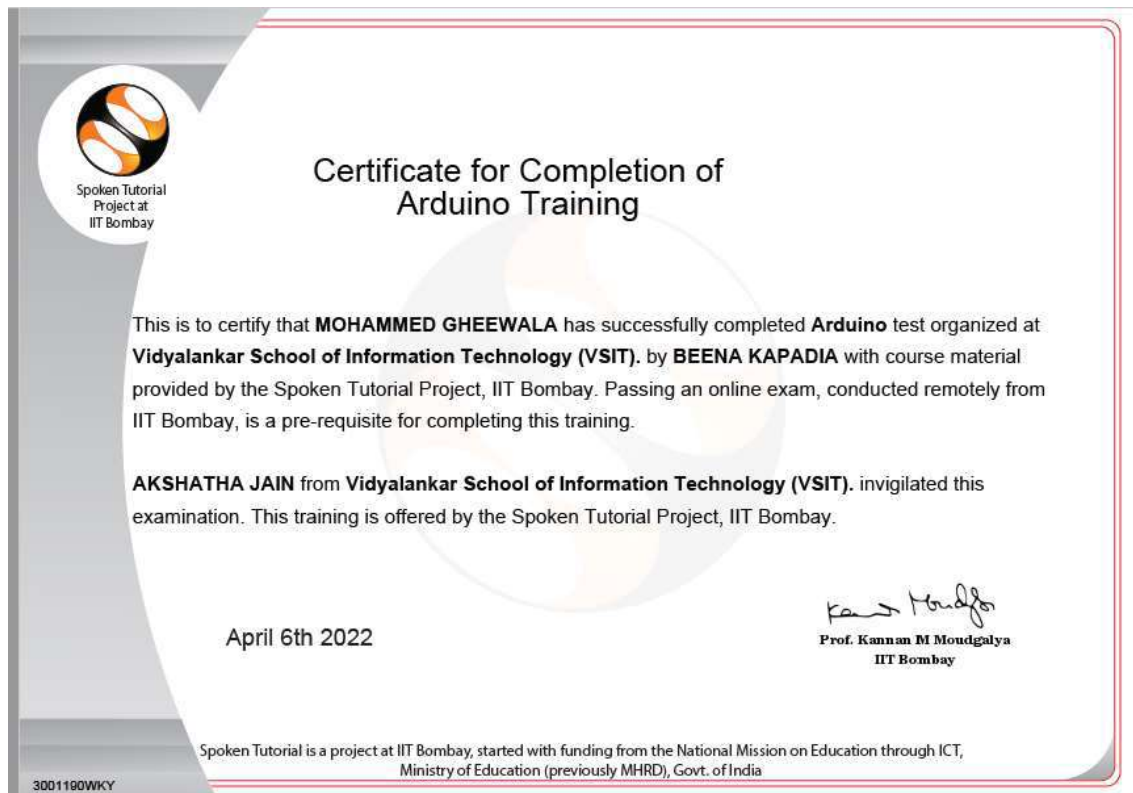 Spoken Tutorial
Project at
IIT Bombay
Certificate for Completion of
Arduino Training
This is to certify that MOHAMMED GHEEWALA has successfully completed Arduino test organized at
Vidyalankar School of Information Technology (VSIT). by BEENA KAPADIA with course material
provided by the Spoken Tutorial Project, IIT Bombay. Passing an online exam, conducted remotely from
IIT Bombay, is a pre-requisite for completing this training.
AKSHATHA JAIN from Vidyalankar School of Information Technology (VSIT). invigilated this
examination. This training is offered by the Spoken Tutorial Project, IIT Bombay.
April 6th 2022
Prof. Kannan M Moudgalya
IIT Bombay
Spoken Tutorial is a project at IIT Bombay, started with funding from the National Mission on Education through ICT,
Ministry of Education (previously MHRD), Govt. of India
3001190WKY